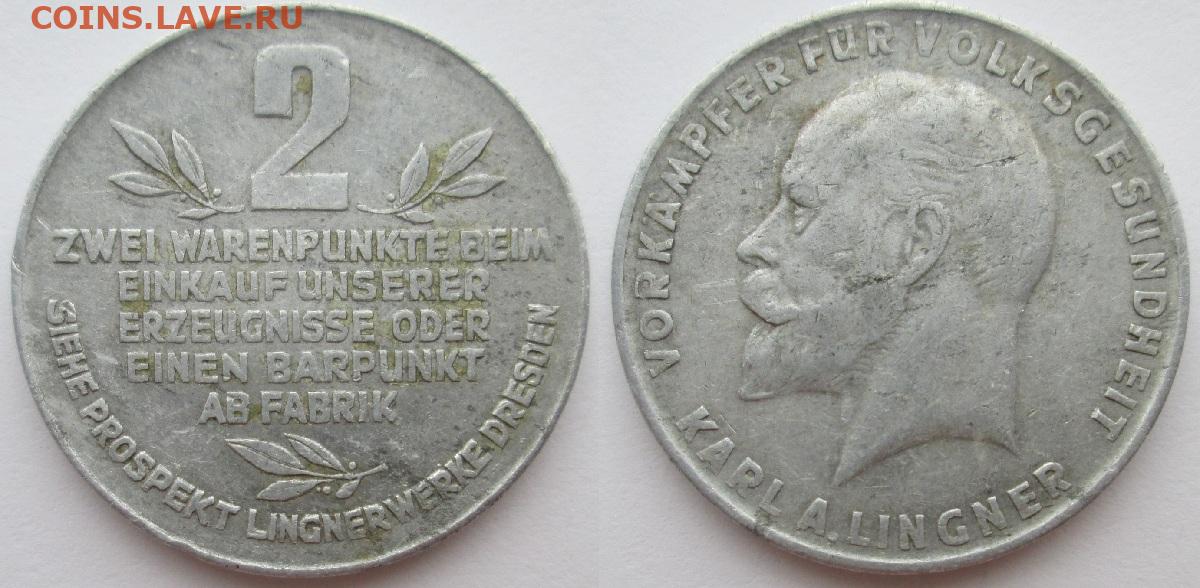 COINS.LAVE.RU
2
ZWEI WARENPUNKTE BEIM
EINKAUF UNSERER
ERZEUGNISSE ODER
EINEN BARPUNKT
AB FABRIK
SIEHE PROSPEKT LINGNERWERKE DRESDEN
VORKÄMPFER FÜR VOLKSGESUNDHEIT
KARL A. LINGNER